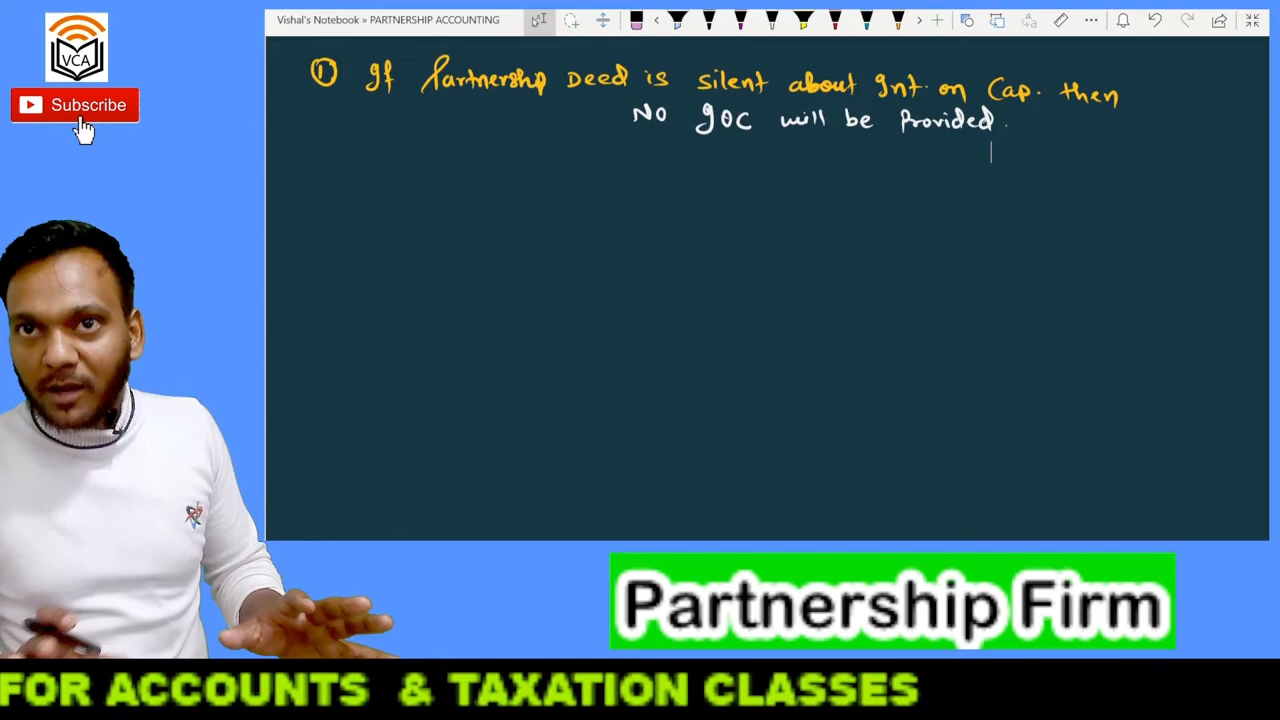 Vishal's Notebook » PARTNERSHIP ACCOUNTING
VCA
Subscribe
① If Partnership Deed is silent about Int. on Cap. then
NO IOC will be Provided.
Partnership Firm
FOR ACCOUNTS & TAXATION CLASSES